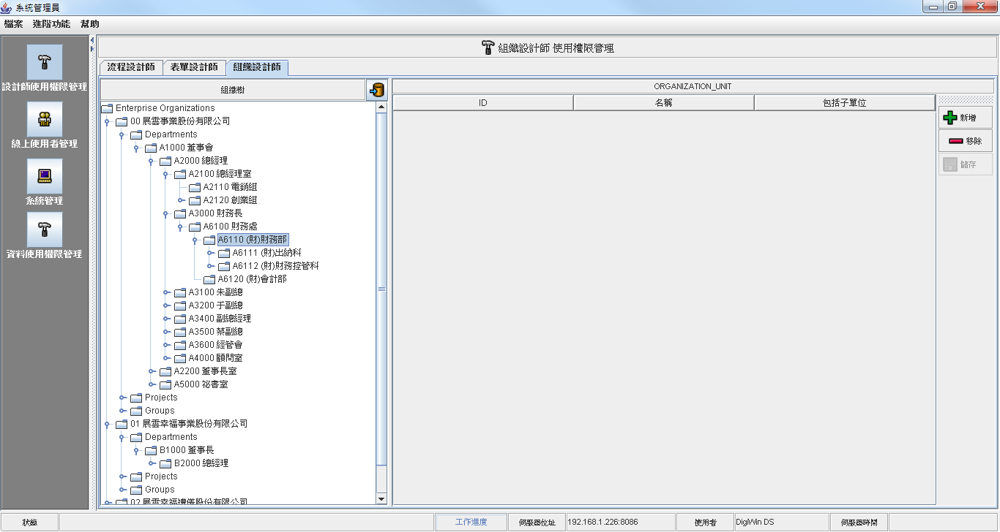 系統管理員
檔案 進階功能 幫助
設計師使用權限管理
線上使用者管理
系統管理
資料使用權限管理
組織設計師 使用權限管理
流程設計師 表單設計師 組織設計師
組織樹
Enterprise Organizations
00 展雲事業股份有限公司
Departments
A1000 董事會
A2000 總經理
A2100 總經理室
A2110 電銷組
A2120 創業組
A3000 財務長
A6100 財務處
A6110 (財)財務部
A6111 (財)出納科
A6112 (財)財務控管科
A6120 (財)會計部
A3100 朱副總
A3200 于副總
A3400 副總經理
A3500 蔡副總
A3600 經管會
A4000 顧問室
A2200 董事長室
A5000 祕書室
Projects
Groups
01 展雲幸福事業股份有限公司
Departments
B1000 董事長
B2000 總經理
Projects
Groups
02 展雲幸福禮儀股份有限公司
ORGANIZATION_UNIT
ID 名稱 包括子單位
新增
移除
儲存
狀態 工作進度 伺服器位址 192.168.1.226:8086 使用者 DigiWin DS 伺服器時間